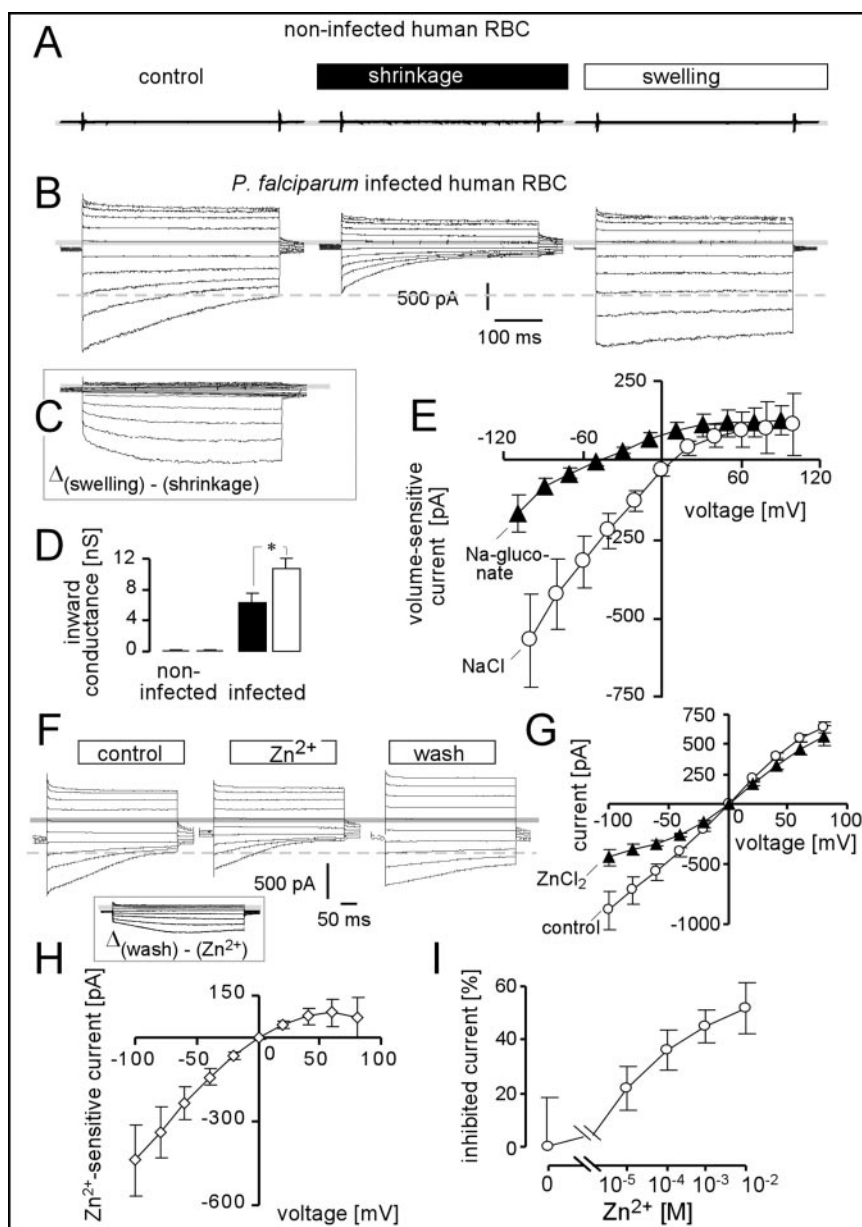 A
non-infected human RBC
control
shrinkage
swelling
B
P. falciparum infected human RBC
500 pA
100 ms
C
Δ(swelling) - (shrinkage)
D
inward
conductance [nS]
12
8
4
0
*
non-
infected
infected
E
volume-sensitive
current [pA]
250
-120
-60
60
120
voltage [mV]
-250
-500
-750
Na-gluco-
nate
NaCl
F
control
Zn2+
wash
500 pA
50 ms
Δ(wash) - (Zn2+)
G
current [pA]
750
500
250
-100
-50
0
50
100
voltage [mV]
-500
-1000
ZnCl2
control
H
Zn2+-sensitive current [pA]
150
-100
-50
0
50
100
-300
-600
voltage [mV]
I
inhibited current [%]
60
40
20
0
0
10-5
10-4
10-3
10-2
Zn2+ [M]